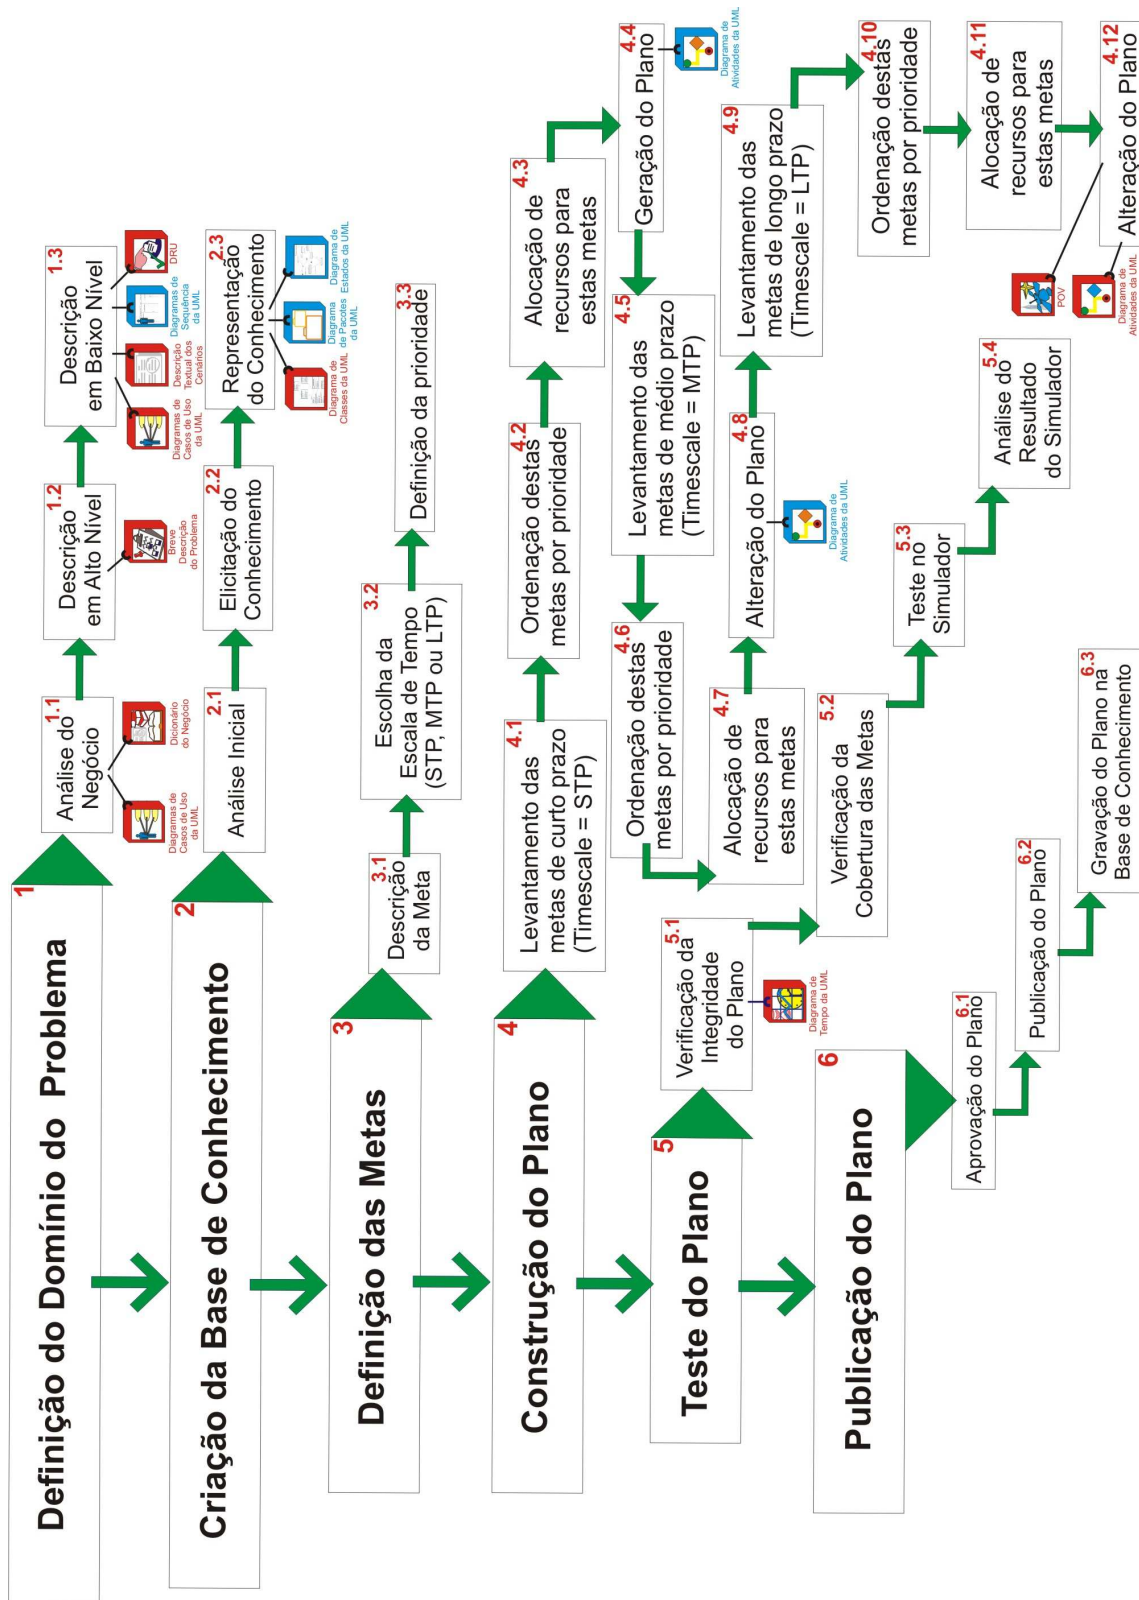 1
Definição do Domínio do Problema
1.1
Análise do
Negócio
Diagramas de
Casos de Uso
da UML
Dicionário
do Negócio
1.2
Descrição
em Alto Nível
Breve
Descrição
do Problema
1.3
Descrição
em Baixo Nível
Diagramas de
Casos de Uso
da UML
Descrição
Textual dos
Cenários
Diagramas de
Sequência
da UML
DRU
2
Criação da Base de Conhecimento
2.1
Análise Inicial
2.2
Elicitação do
Conhecimento
2.3
Representação
do Conhecimento
Diagrama de
Classes da UML
Diagrama
de Pacotes
da UML
Diagrama de
Estados da UML
3
Definição das Metas
3.1
Descrição
da Meta
3.2
Escolha da
Escala de Tempo
(STP, MTP ou LTP)
3.3
Definição da prioridade
4
Construção do Plano
4.1
Levantamento das
metas de curto prazo
(Timescale = STP)
4.2
Ordenação destas
metas por prioridade
4.3
Alocação de
recursos para
estas metas
4.4
Geração do Plano
Diagrama de
Atividades da UML
4.5
Levantamento das
metas de médio prazo
(Timescale = MTP)
4.6
Ordenação destas
metas por prioridade
4.7
Alocação de
recursos para
estas metas
4.8
Alteração do Plano
Diagrama de
Atividades da UML
4.9
Levantamento das
metas de longo prazo
(Timescale = LTP)
4.10
Ordenação destas
metas por prioridade
4.11
Alocação de
recursos para
estas metas
4.12
Alteração do Plano
POV
Diagrama de
Atividades da UML
5
Teste do Plano
5.1
Verificação da
Integridade
do Plano
Diagrama de
Tempo da UML
5.2
Verificação da
Cobertura das Metas
5.3
Teste no
Simulador
5.4
Análise do
Resultado
do Simulador
6
Publicação do Plano
6.1
Aprovação do Plano
6.2
Publicação do Plano
6.3
Gravação do Plano na
Base de Conhecimento